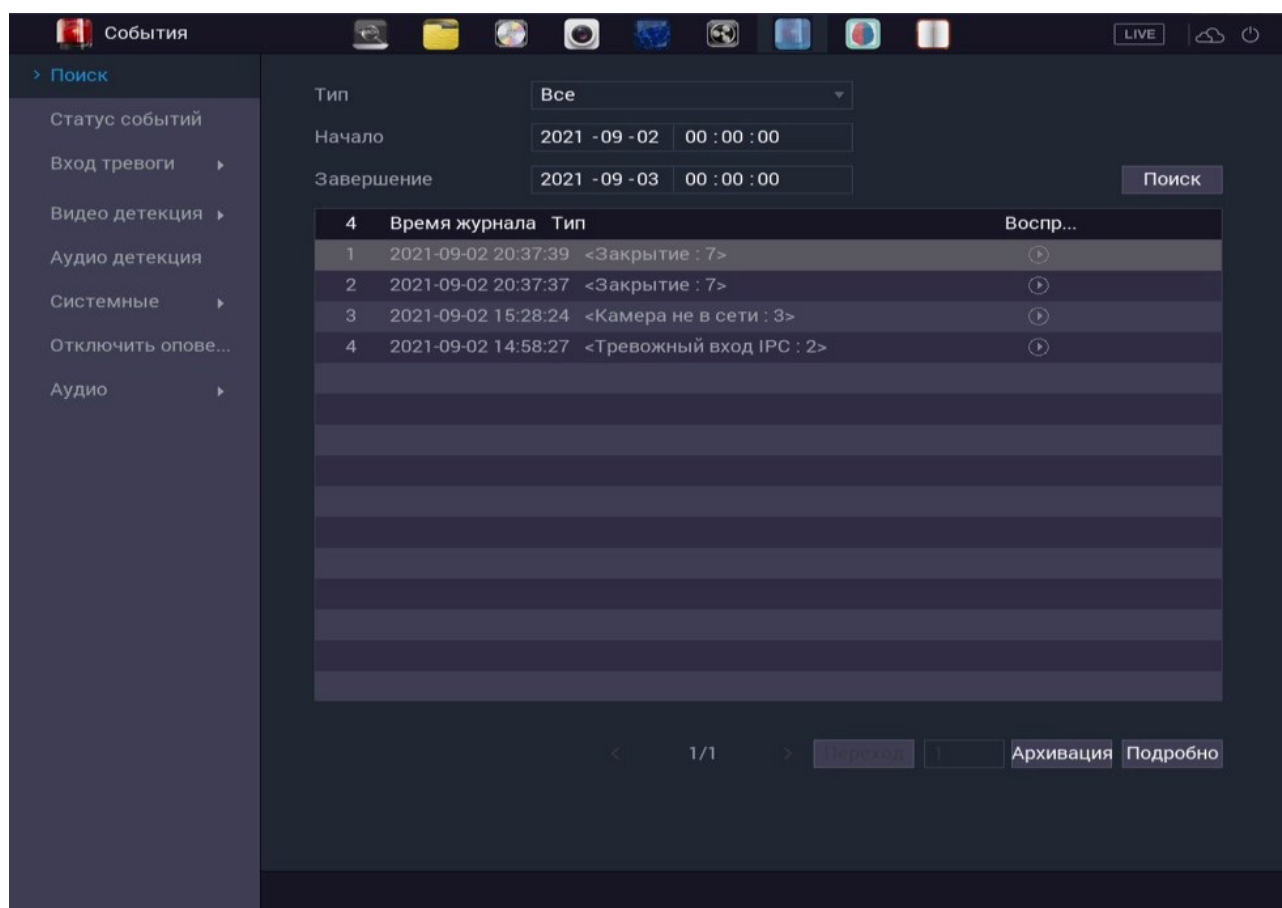 События LIVE
Поиск
Статус событий
Вход тревоги
Видео детекция
Аудио детекция
Системные
Отключить опове...
Аудио
Тип Все
Начало 2021 - 09 - 02 00 : 00 : 00
Завершение 2021 - 09 - 03 00 : 00 : 00 Поиск
4 Время журнала Тип Воспр...
1 2021-09-02 20:37:39 <Закрытие : 7>
2 2021-09-02 20:37:37 <Закрытие : 7>
3 2021-09-02 15:28:24 <Камера не в сети : 3>
4 2021-09-02 14:58:27 <Тревожный вход IPC : 2>
< 1/1 > Переход 1 Архивация Подробно